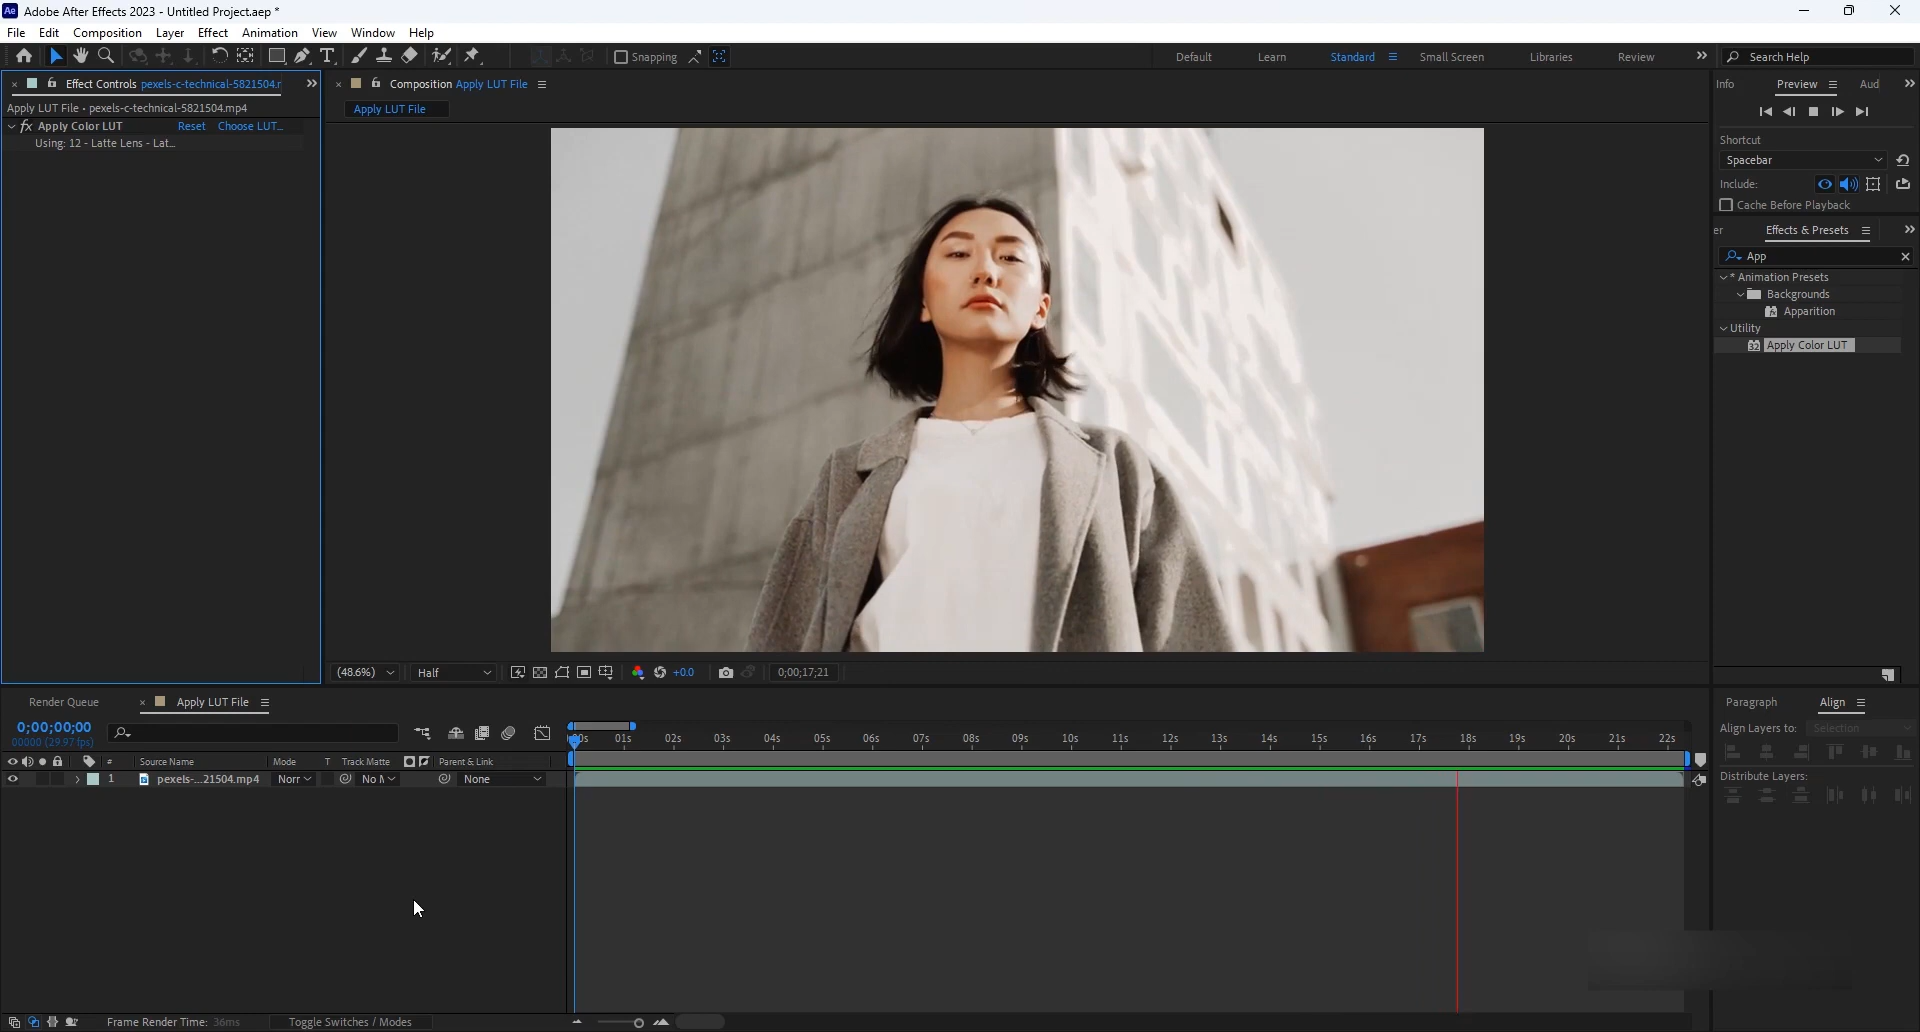 Adobe After Effects 2023 - Untitled Project.aep *
File Edit Composition Layer Effect Animation View Window Help
Snapping
Default Learn Standard Small Screen Libraries Review
Search Help
Effect Controls pexels-c-technical-5821504.r
Apply LUT File • pexels-c-technical-5821504.mp4
fx Apply Color LUT Reset Choose LUT...
Using: 12 - Latte Lens - Lat...
Composition Apply LUT File
Apply LUT File
(48.6%) Half +0.0 0;00;17;21
Info Preview Aud
Shortcut
Spacebar
Include:
Cache Before Playback
er Effects & Presets
App
* Animation Presets
Backgrounds
Apparition
Utility
32 Apply Color LUT
Render Queue Apply LUT File
0;00;00;00
00000 (29.97 fps)
# Source Name Mode T Track Matte Parent & Link
1 pexels-...21504.mp4 Norr No M None
00s 01s 02s 03s 04s 05s 06s 07s 08s 09s 10s 11s 12s 13s 14s 15s 16s 17s 18s 19s 20s 21s 22s
Paragraph Align
Align Layers to: Selection
Distribute Layers:
Frame Render Time: 36ms Toggle Switches / Modes